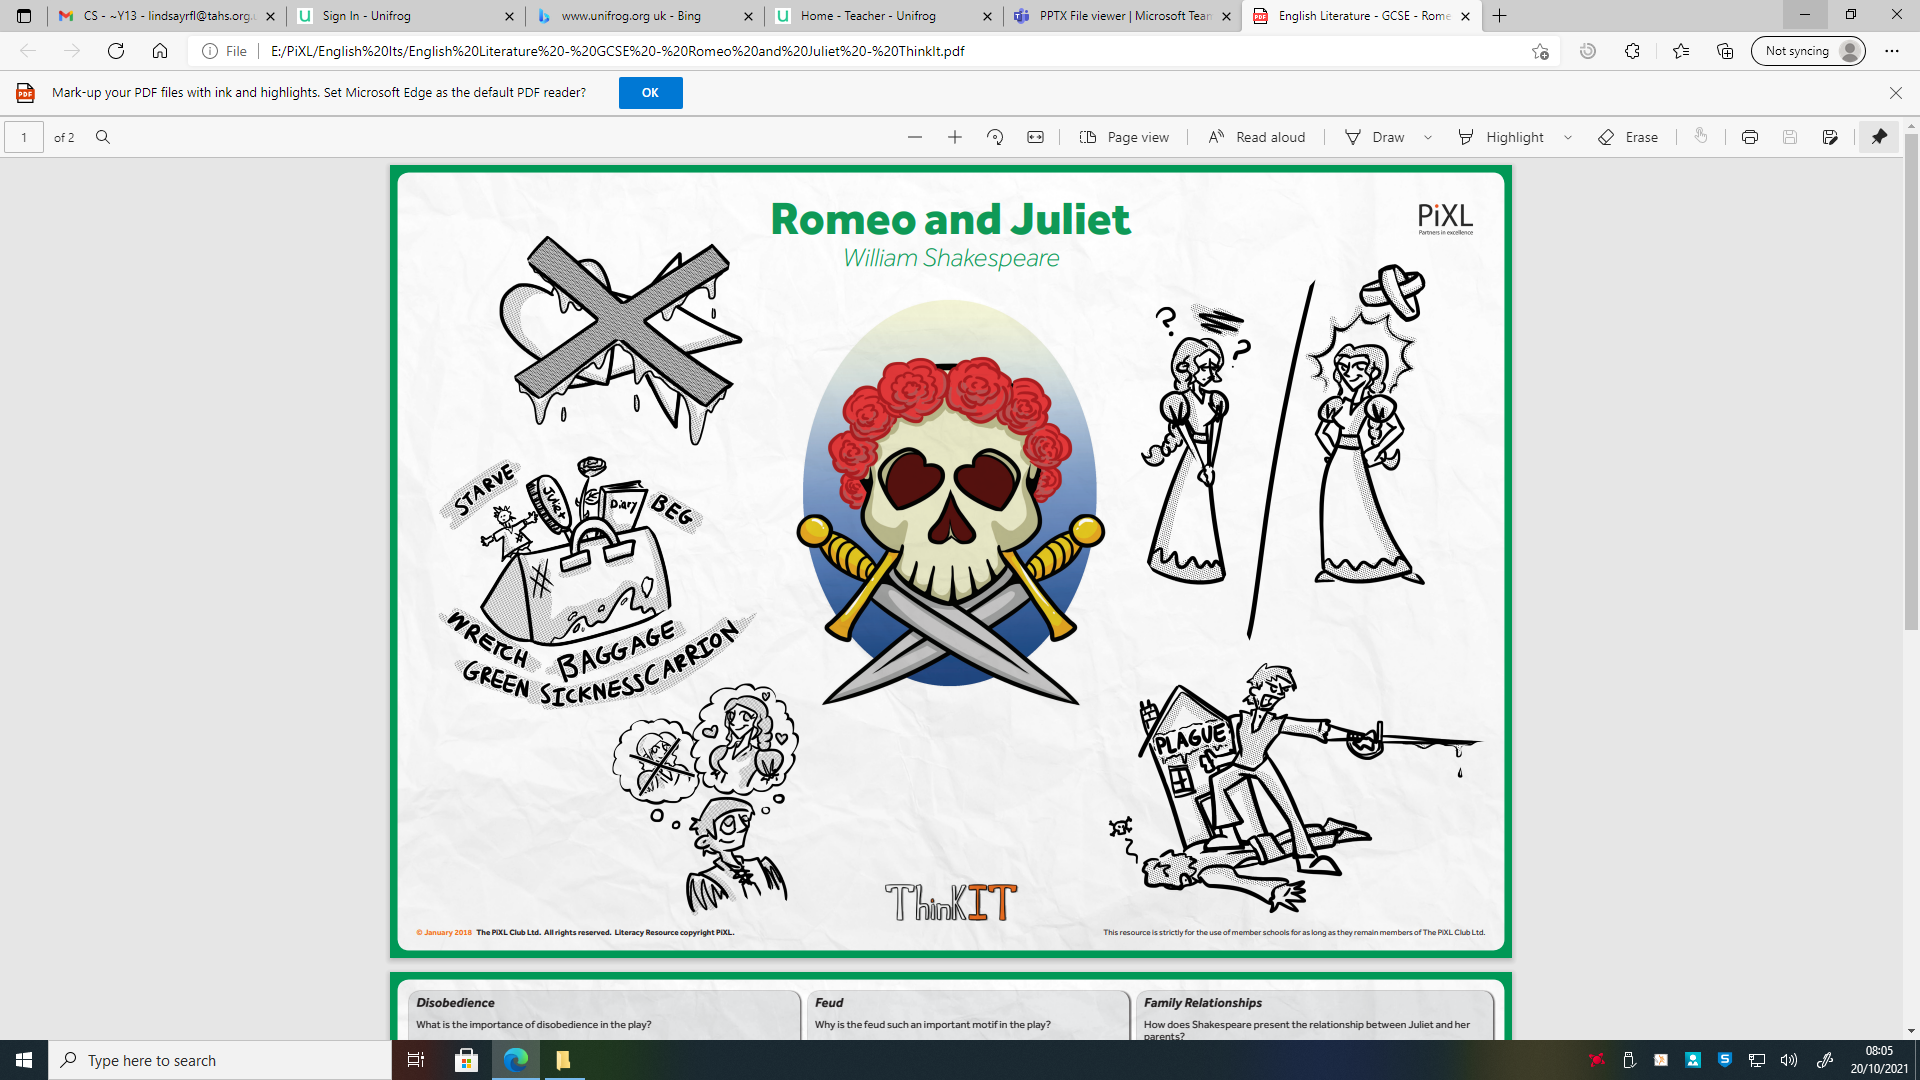 CS - ~Y13 - lindsayrfl@tahs.org.u
Sign In - Unifrog
www.unifrog.org uk - Bing
Home - Teacher - Unifrog
PPTX File viewer | Microsoft Team
English Literature - GCSE - Rome
File
E:/PiXL/English%20Its/English%20Literature%20-%20GCSE%20-%20Romeo%20and%20Juliet%20-%20ThinkIt.pdf
Not syncing
Mark-up your PDF files with ink and highlights. Set Microsoft Edge as the default PDF reader?
OK
1 of 2
Page view
Read aloud
Draw
Highlight
Erase
Romeo and Juliet
William Shakespeare
PiXL
Partners in excellence
? ?
STARVE
JULIET
Diary
BEG
WRETCH
BAGGAGE
GREEN SICKNESS CARRION
PLAGUE
ThinKIT
© January 2018 The PiXL Club Ltd. All rights reserved. Literacy Resource copyright PiXL.
This resource is strictly for the use of member schools for as long as they remain members of The PiXL Club Ltd.
Disobedience
What is the importance of disobedience in the play?
Feud
Why is the feud such an important motif in the play?
Family Relationships
How does Shakespeare present the relationship between Juliet and her
parents?
Type here to search
08:05
20/10/2021